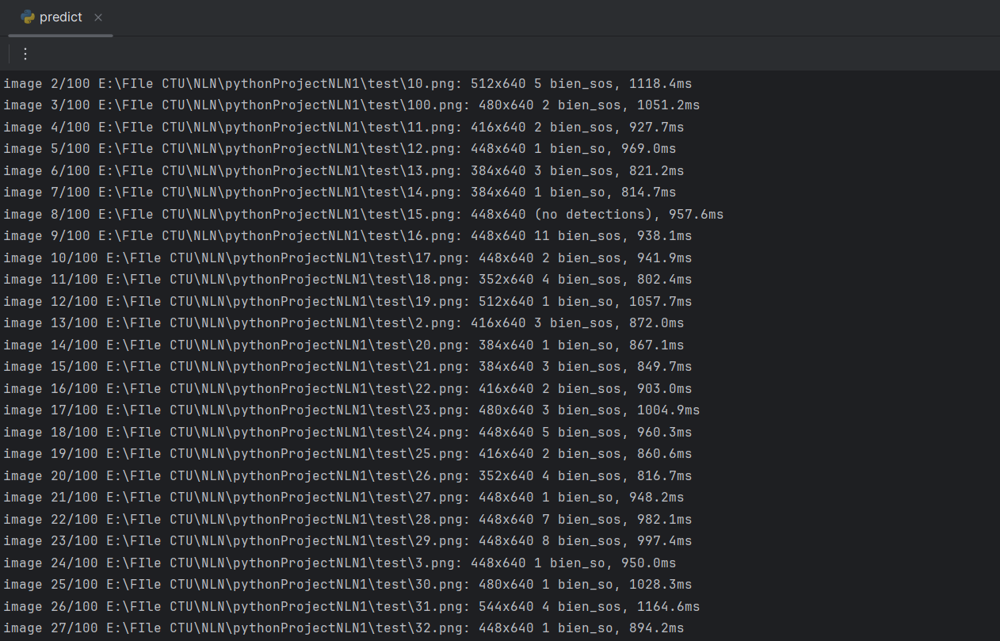 predict
image 2/100 E:\FIle CTU\NLN\pythonProjectNLN1\test\10.png: 512x640 5 bien_sos, 1118.4ms
image 3/100 E:\FIle CTU\NLN\pythonProjectNLN1\test\100.png: 480x640 2 bien_sos, 1051.2ms
image 4/100 E:\FIle CTU\NLN\pythonProjectNLN1\test\11.png: 416x640 2 bien_sos, 927.7ms
image 5/100 E:\FIle CTU\NLN\pythonProjectNLN1\test\12.png: 448x640 1 bien_so, 969.0ms
image 6/100 E:\FIle CTU\NLN\pythonProjectNLN1\test\13.png: 384x640 3 bien_sos, 821.2ms
image 7/100 E:\FIle CTU\NLN\pythonProjectNLN1\test\14.png: 384x640 1 bien_so, 814.7ms
image 8/100 E:\FIle CTU\NLN\pythonProjectNLN1\test\15.png: 448x640 (no detections), 957.6ms
image 9/100 E:\FIle CTU\NLN\pythonProjectNLN1\test\16.png: 448x640 11 bien_sos, 938.1ms
image 10/100 E:\FIle CTU\NLN\pythonProjectNLN1\test\17.png: 448x640 2 bien_sos, 941.9ms
image 11/100 E:\FIle CTU\NLN\pythonProjectNLN1\test\18.png: 352x640 4 bien_sos, 802.4ms
image 12/100 E:\FIle CTU\NLN\pythonProjectNLN1\test\19.png: 512x640 1 bien_so, 1057.7ms
image 13/100 E:\FIle CTU\NLN\pythonProjectNLN1\test\2.png: 416x640 3 bien_sos, 872.0ms
image 14/100 E:\FIle CTU\NLN\pythonProjectNLN1\test\20.png: 384x640 1 bien_so, 867.1ms
image 15/100 E:\FIle CTU\NLN\pythonProjectNLN1\test\21.png: 384x640 3 bien_sos, 849.7ms
image 16/100 E:\FIle CTU\NLN\pythonProjectNLN1\test\22.png: 416x640 2 bien_sos, 903.0ms
image 17/100 E:\FIle CTU\NLN\pythonProjectNLN1\test\23.png: 480x640 3 bien_sos, 1004.9ms
image 18/100 E:\FIle CTU\NLN\pythonProjectNLN1\test\24.png: 448x640 5 bien_sos, 960.3ms
image 19/100 E:\FIle CTU\NLN\pythonProjectNLN1\test\25.png: 416x640 2 bien_sos, 860.6ms
image 20/100 E:\FIle CTU\NLN\pythonProjectNLN1\test\26.png: 352x640 4 bien_sos, 816.7ms
image 21/100 E:\FIle CTU\NLN\pythonProjectNLN1\test\27.png: 448x640 1 bien_so, 948.2ms
image 22/100 E:\FIle CTU\NLN\pythonProjectNLN1\test\28.png: 448x640 7 bien_sos, 982.1ms
image 23/100 E:\FIle CTU\NLN\pythonProjectNLN1\test\29.png: 448x640 8 bien_sos, 997.4ms
image 24/100 E:\FIle CTU\NLN\pythonProjectNLN1\test\3.png: 448x640 1 bien_so, 950.0ms
image 25/100 E:\FIle CTU\NLN\pythonProjectNLN1\test\30.png: 480x640 1 bien_so, 1028.3ms
image 26/100 E:\FIle CTU\NLN\pythonProjectNLN1\test\31.png: 544x640 4 bien_sos, 1164.6ms
image 27/100 E:\FIle CTU\NLN\pythonProjectNLN1\test\32.png: 448x640 1 bien_so, 894.2ms